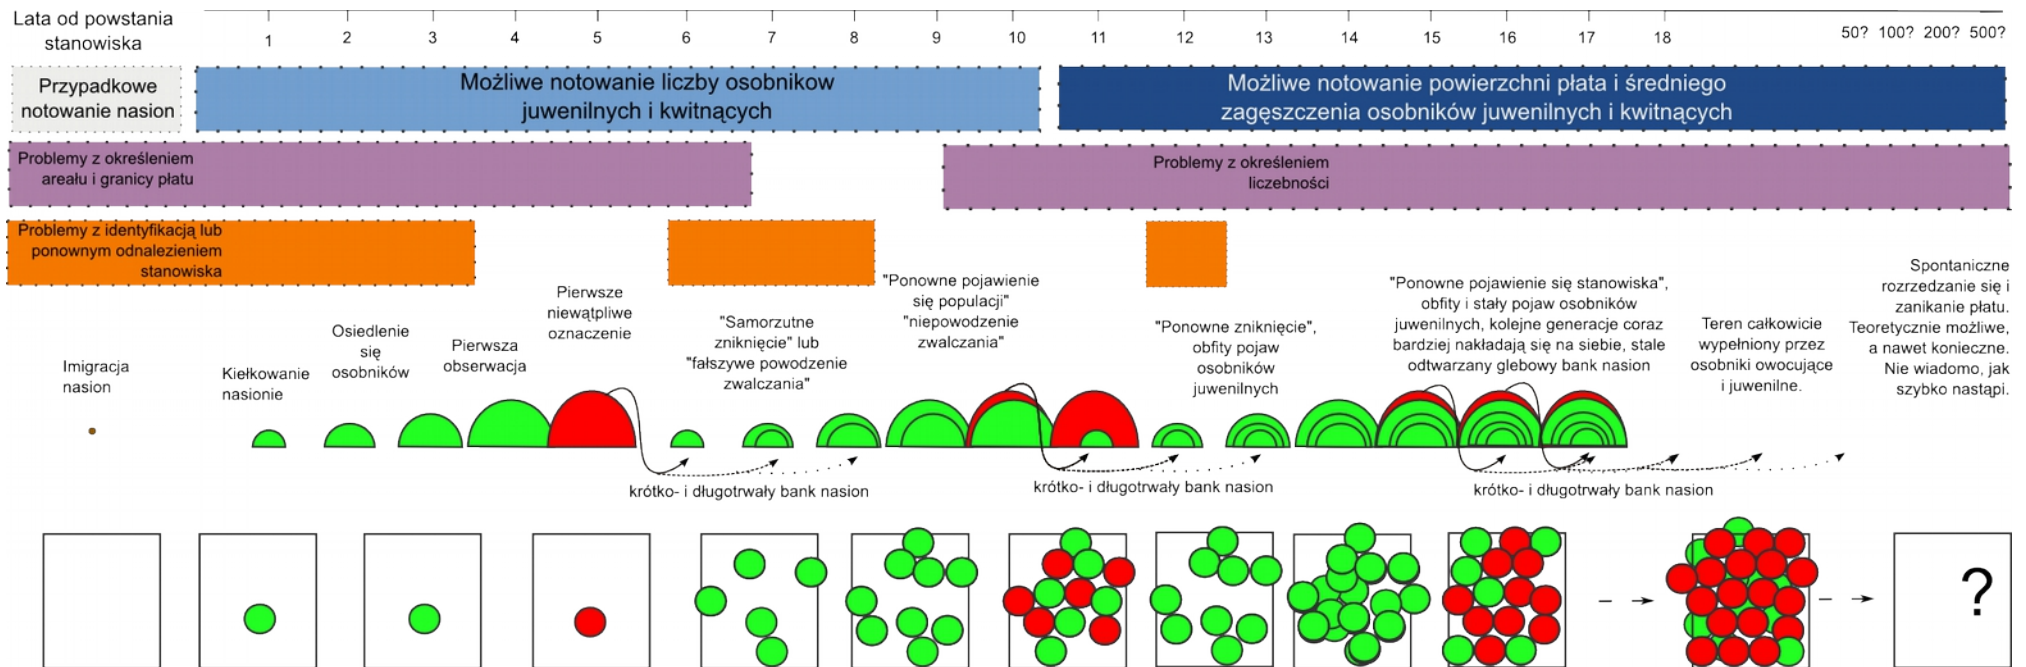 Lata od powstania
stanowiska
1 2 3 4 5 6 7 8 9 10 11 12 13 14 15 16 17 18 50? 100? 200? 500?
Przypadkowe
notowanie nasion
Możliwe notowanie liczby osobnikow
juwenilnych i kwitnących
Możliwe notowanie powierzchni płata i średniego
zagęszczenia osobników juwenilnych i kwitnących
Problemy z określeniem
areału i granicy płatu
Problemy z określeniem
liczebności
Problemy z identyfikacją lub
ponownym odnalezieniem
stanowiska
Imigracja
nasion
Kiełkowanie
nasionie
Osiedlenie
się
osobników
Pierwsza
obserwacja
Pierwsze
niewątpliwe
oznaczenie
"Samorzutne
zniknięcie" lub
"fałszywe powodzenie
zwalczania"
"Ponowne pojawienie
się populacji"
"niepowodzenie
zwalczania"
"Ponowne zniknięcie",
obfity pojaw
osobników
juwenilnych
"Ponowne pojawienie się stanowiska",
obfity i stały pojaw osobników
juwenilnych, kolejne generacje coraz
bardziej nakładają się na siebie, stale
odtwarzany glebowy bank nasion
Teren całkowicie
wypełniony przez
osobniki owocujące
i juwenilne.
Spontaniczne
rozrzedzanie się i
zanikanie płatu.
Teoretycznie możliwe,
a nawet konieczne.
Nie wiadomo, jak
szybko nastąpi.
krótko- i długotrwały bank nasion
krótko- i długotrwały bank nasion
krótko- i długotrwały bank nasion
?